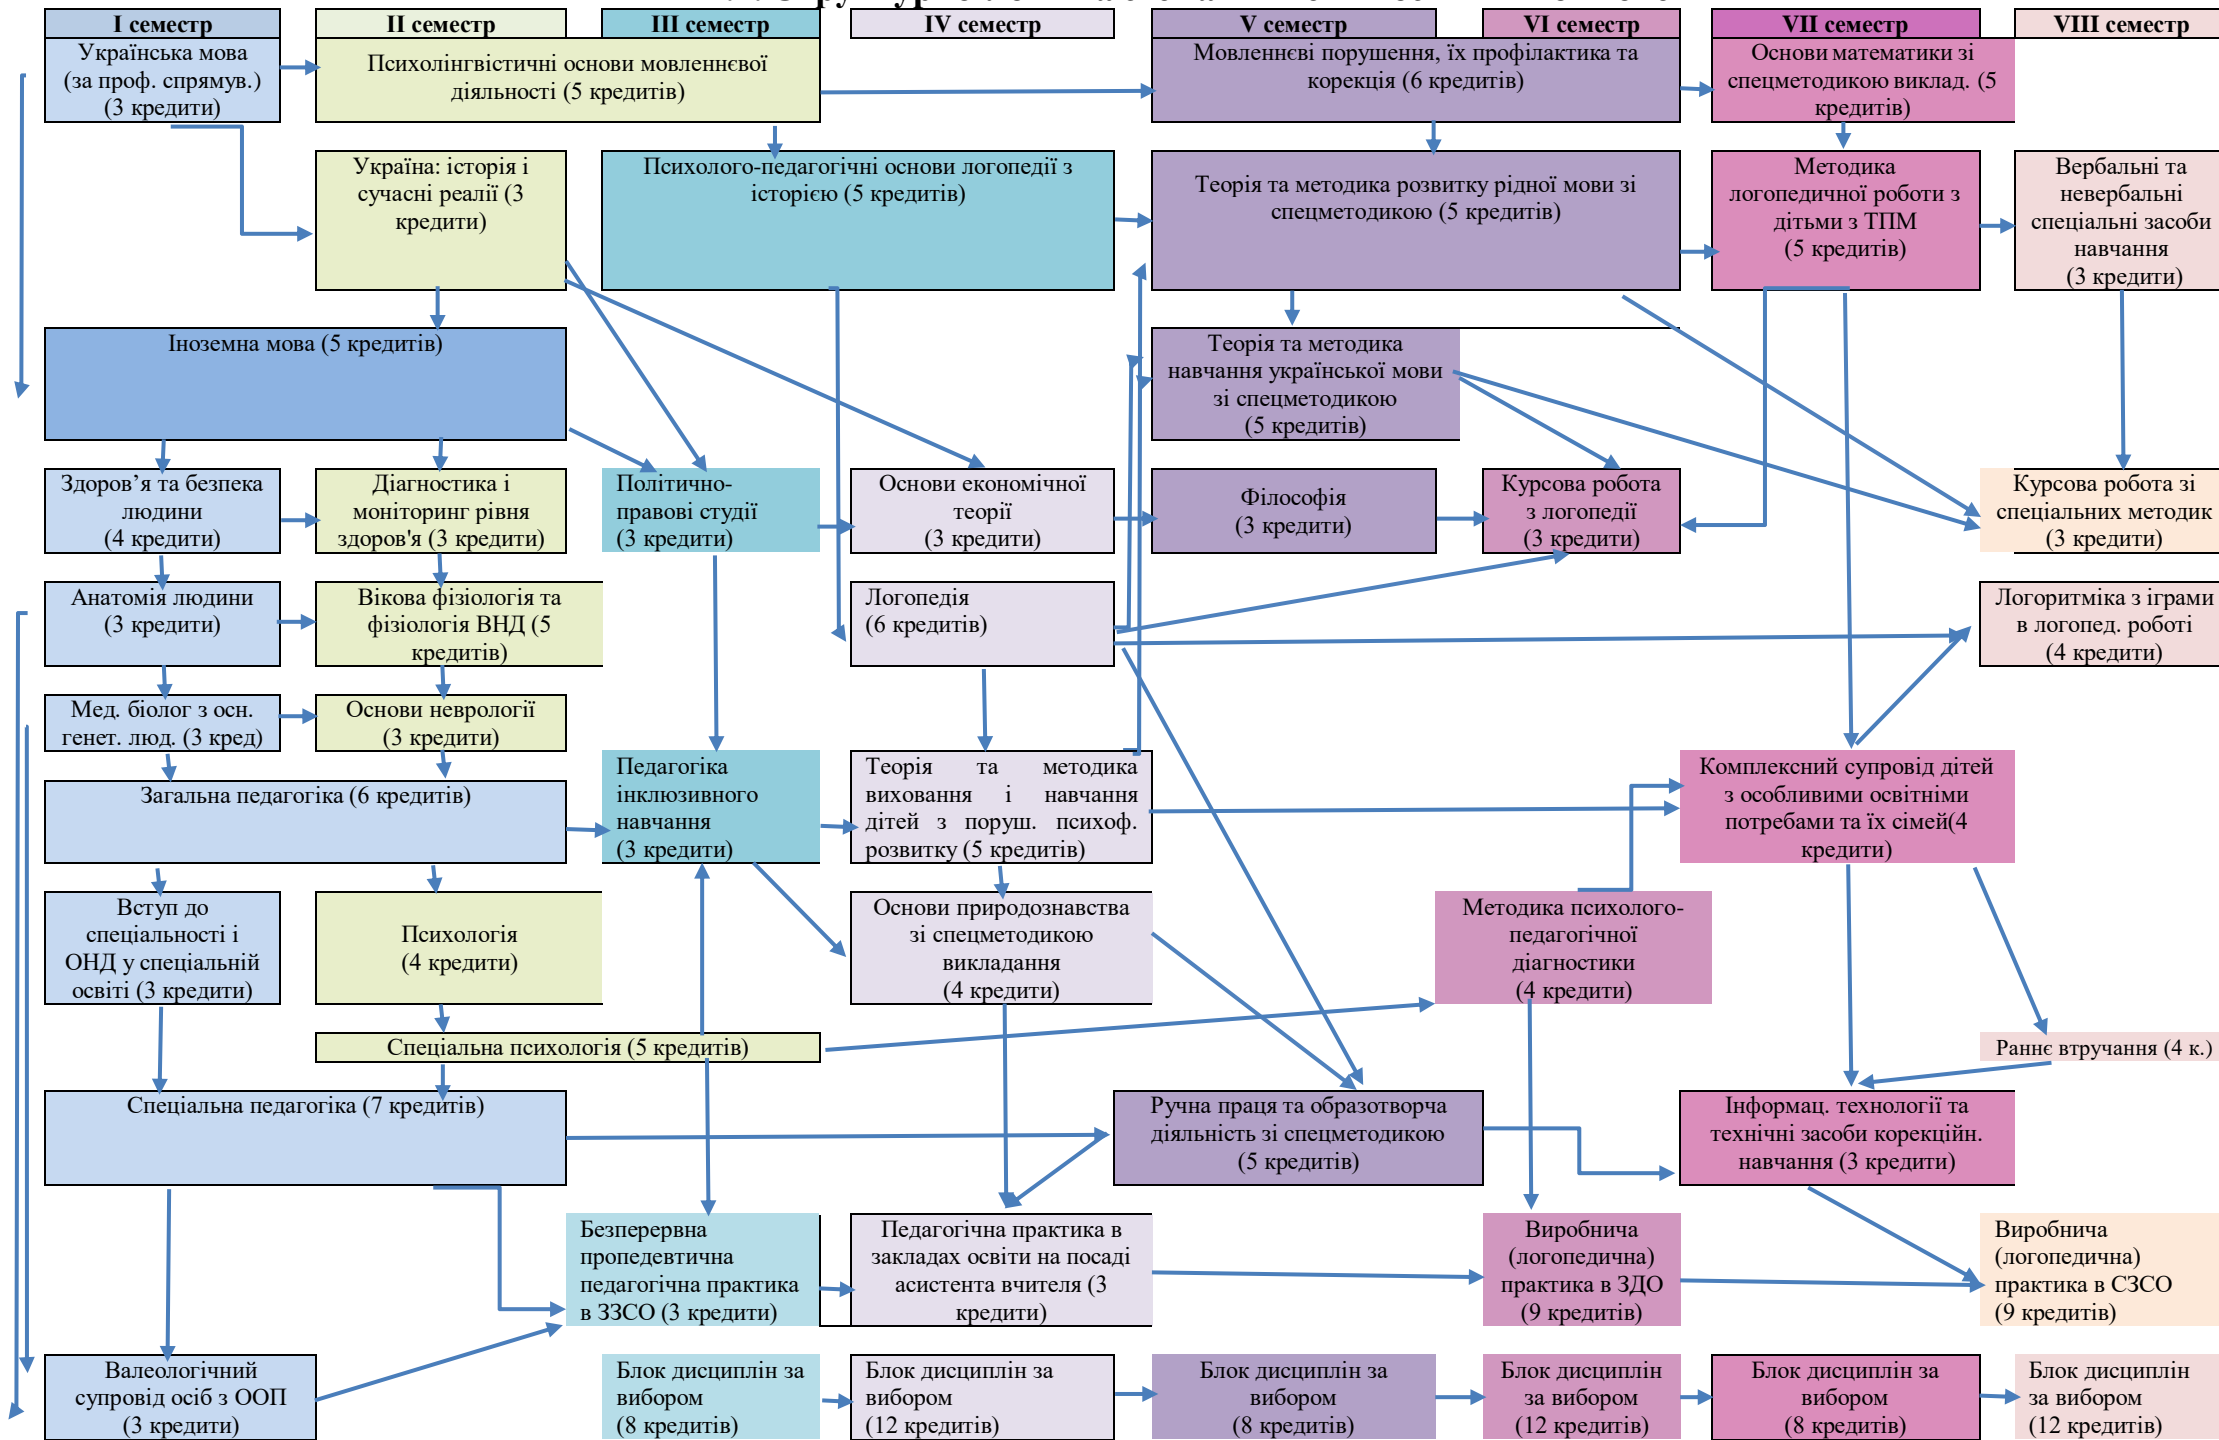 I семестр
II семестр
III семестр
IV семестр
V семестр
VI семестр
VII семестр
VIII семестр
Українська мова
(за проф. спрямув.)
(3 кредити)
Психолінгвістичні основи мовленнєвої
діяльності (5 кредитів)
Мовленнєві порушення, їх профілактика та
корекція (6 кредитів)
Основи математики зі
спецметодикою виклад. (5
кредитів)
Україна: історія і
сучасні реалії (3
кредити)
Психолого-педагогічні основи логопедії з
історією (5 кредитів)
Теорія та методика розвитку рідної мови зі
спецметодикою (5 кредитів)
Методика
логопедичної роботи з
дітьми з ТПМ
(5 кредитів)
Вербальні та
невербальні
спеціальні засоби
навчання
(3 кредити)
Іноземна мова (5 кредитів)
Теорія та методика
навчання української мови
зі спецметодикою
(5 кредитів)
Здоров’я та безпека
людини
(4 кредити)
Діагностика і
моніторинг рівня
здоров'я (3 кредити)
Політично-
правові студії
(3 кредити)
Основи економічної
теорії
(3 кредити)
Філософія
(3 кредити)
Курсова робота
з логопедії
(3 кредити)
Курсова робота зі
спеціальних методик
(3 кредити)
Анатомія людини
(3 кредити)
Вікова фізіологія та
фізіологія ВНД (5
кредитів)
Логопедія
(6 кредитів)
Логоритміка з іграми
в логопед. роботі
(4 кредити)
Мед. біолог з осн.
генет. люд. (3 кред)
Основи неврології
(3 кредити)
Загальна педагогіка (6 кредитів)
Педагогіка
інклюзивного
навчання
(3 кредити)
Теорія та методика
виховання і навчання
дітей з поруш. психоф.
розвитку (5 кредитів)
Комплексний супровід дітей
з особливими освітніми
потребами та їх сімей(4
кредити)
Вступ до
спеціальності і
ОНД у спеціальній
освіті (3 кредити)
Психологія
(4 кредити)
Основи природознавства
зі спецметодикою
викладання
(4 кредити)
Методика психолого-
педагогічної
діагностики
(4 кредити)
Спеціальна психологія (5 кредитів)
Раннє втручання (4 к.)
Спеціальна педагогіка (7 кредитів)
Ручна праця та образотворча
діяльність зі спецметодикою
(5 кредитів)
Інформац. технології та
технічні засоби корекційн.
навчання (3 кредити)
Безперервна
пропедевтична
педагогічна практика
в ЗЗСО (3 кредити)
Педагогічна практика в
закладах освіти на посаді
асистента вчителя (3
кредити)
Виробнича
(логопедична)
практика в ЗДО
(9 кредитів)
Виробнича
(логопедична)
практика в СЗСО
(9 кредитів)
Валеологічний
супровід осіб з ООП
(3 кредити)
Блок дисциплін за
вибором
(8 кредитів)
Блок дисциплін за
вибором
(12 кредитів)
Блок дисциплін за
вибором
(8 кредитів)
Блок дисциплін
за вибором
(12 кредитів)
Блок дисциплін за
вибором
(8 кредитів)
Блок дисциплін
за вибором
(12 кредитів)